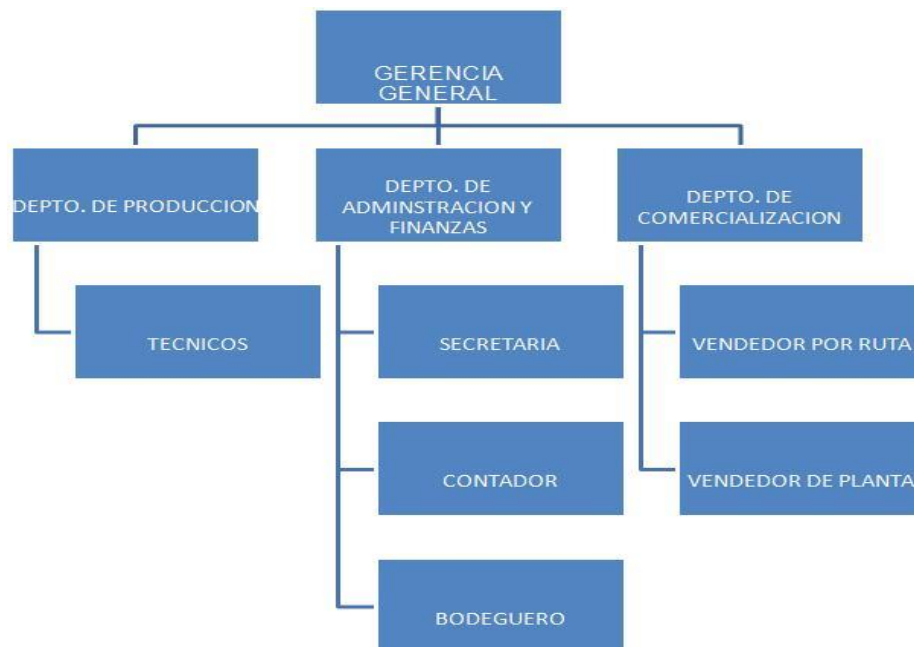 GERENCIA
GENERAL
DEPTO. DE PRODUCCION
DEPTO. DE
ADMINSTRACION Y
FINANZAS
DEPTO. DE
COMERCIALIZACION
TECNICOS
SECRETARIA
VENDEDOR POR RUTA
CONTADOR
VENDEDOR DE PLANTA
BODEGUERO